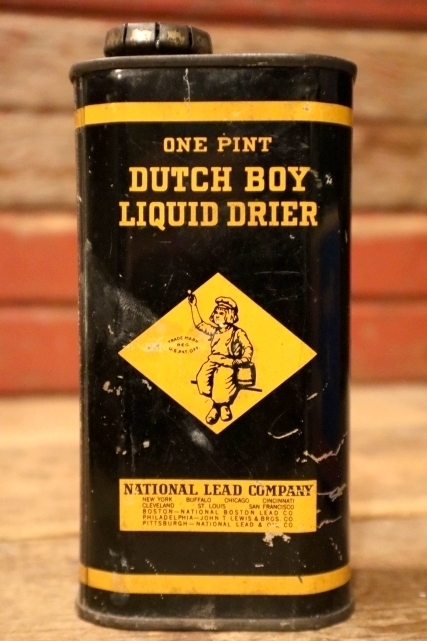 ONE PINT
DUTCH BOY
LIQUID DRIER
TRADE MARK
REG.
U.S. PAT. OFF.
NATIONAL LEAD COMPANY
NEW YORK BUFFALO CHICAGO CINCINNATI
CLEVELAND ST. LOUIS SAN FRANCISCO
BOSTON—NATIONAL BOSTON LEAD CO
PHILADELPHIA—JOHN T. LEWIS & BROS. CO
PITTSBURGH—NATIONAL LEAD & OIL CO